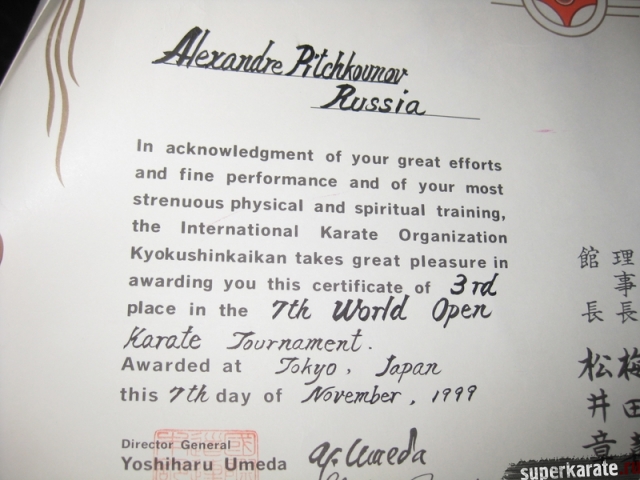 Alexandre Pitchkounov
Russia
In acknowledgment of your great efforts
and fine performance and of your most
strenuous physical and spiritual training,
the International Karate Organization
Kyokushinkaikan takes great pleasure in
awarding you this certificate of 3rd
place in the 7th World Open
Karate Tournament.
Awarded at Tokyo, Japan
this 7th day of November, 1999
Director General
Yoshiharu Umeda
Y. Umeda
理事長 梅田
館長 松井章
superkarate.ru